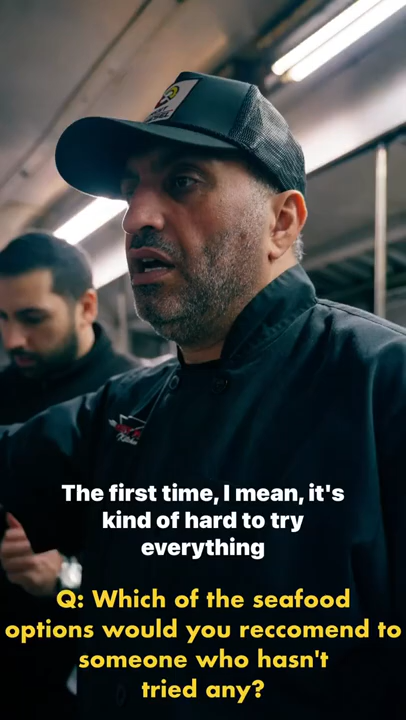 The first time, I mean, it's
kind of hard to try
everything
Q: Which of the seafood
options would you reccomend to
someone who hasn't
tried any?